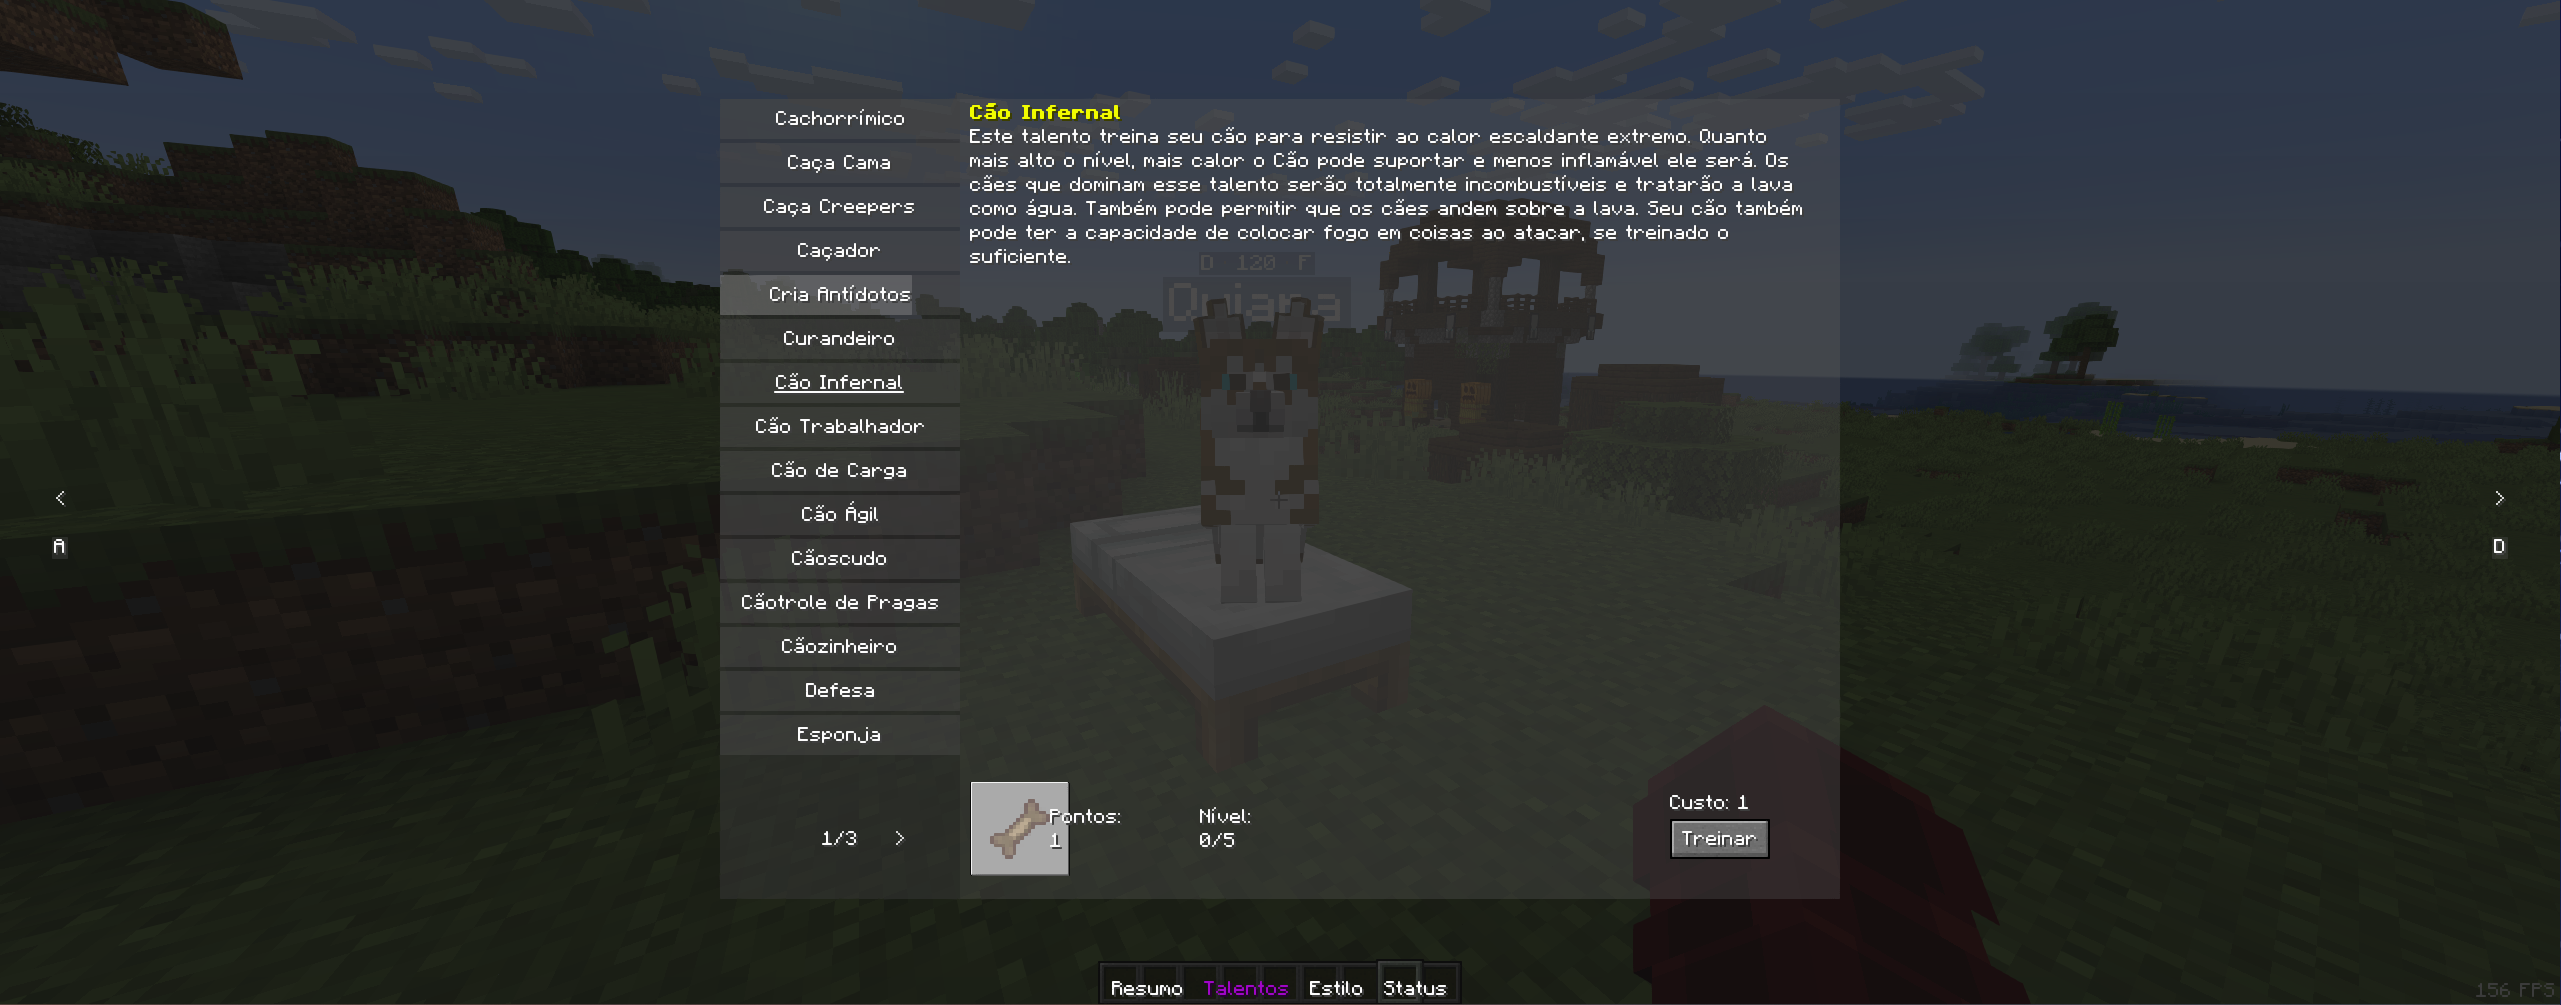 Cachorrímico
Caça Cama
Caça Creepers
Caçador
Cria Antídotos
Curandeiro
Cão Infernal
Cão Trabalhador
Cão de Carga
Cão Ágil
Cãoscudo
Cãotrole de Pragas
Cãozinheiro
Defesa
Esponja
1/3 >
Cão Infernal
Este talento treina seu cão para resistir ao calor escaldante extremo. Quanto
mais alto o nível, mais calor o Cão pode suportar e menos inflamável ele será. Os
cães que dominam esse talento serão totalmente incombustíveis e tratarão a lava
como água. Também pode permitir que os cães andem sobre a lava. Seu cão também
pode ter a capacidade de colocar fogo em coisas ao atacar, se treinado o
suficiente.
D 120 F
Quiana
Pontos:
1
Nível:
0/5
Custo: 1
Treinar
<
A
>
D
Resumo Talentos Estilo Status
156 FPS